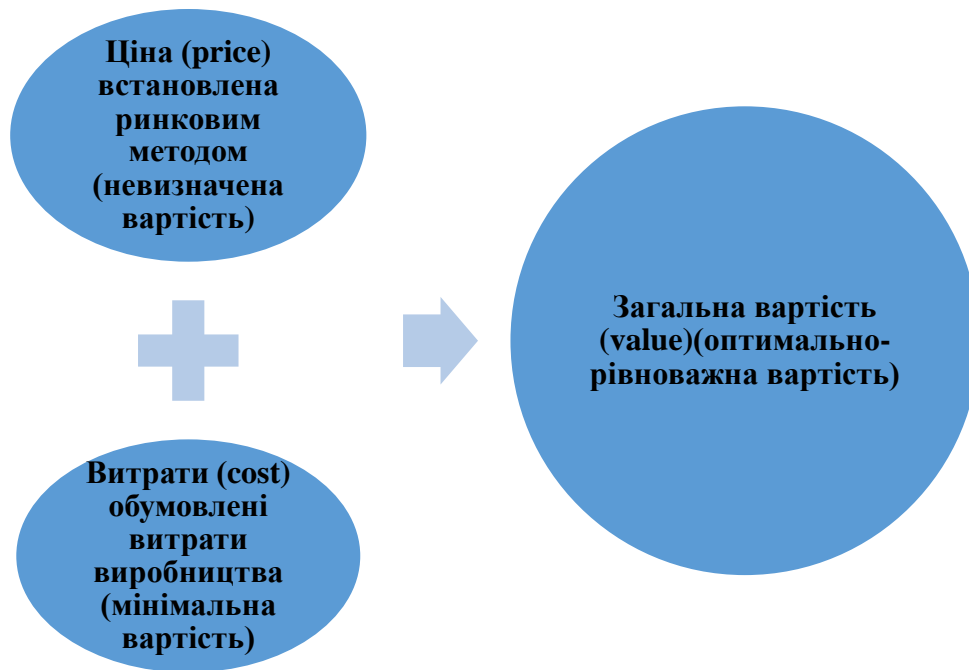 Ціна (price)
встановлена
ринковим
методом
(невизначена
вартість)
Витрати (cost)
обумовлені
витрати
виробництва
(мінімальна
вартість)
Загальна вартість
(value)(оптимально-
рівноважна вартість)